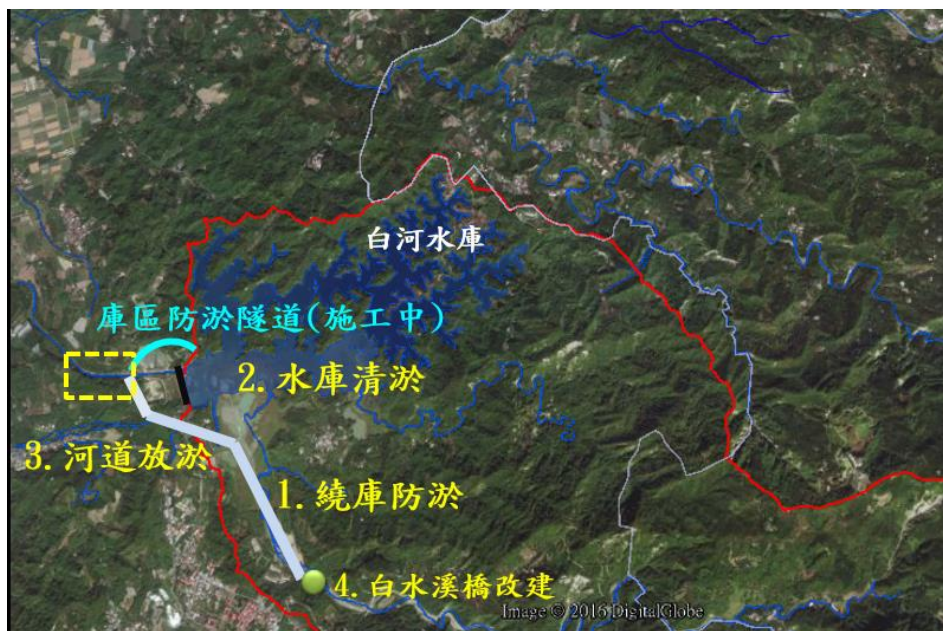 白河水庫
庫區防淤隧道(施工中)
2.水庫清淤
3.河道放淤
1.繞庫防淤
4.白水溪橋改建
Image © 2016 DigitalGlobe